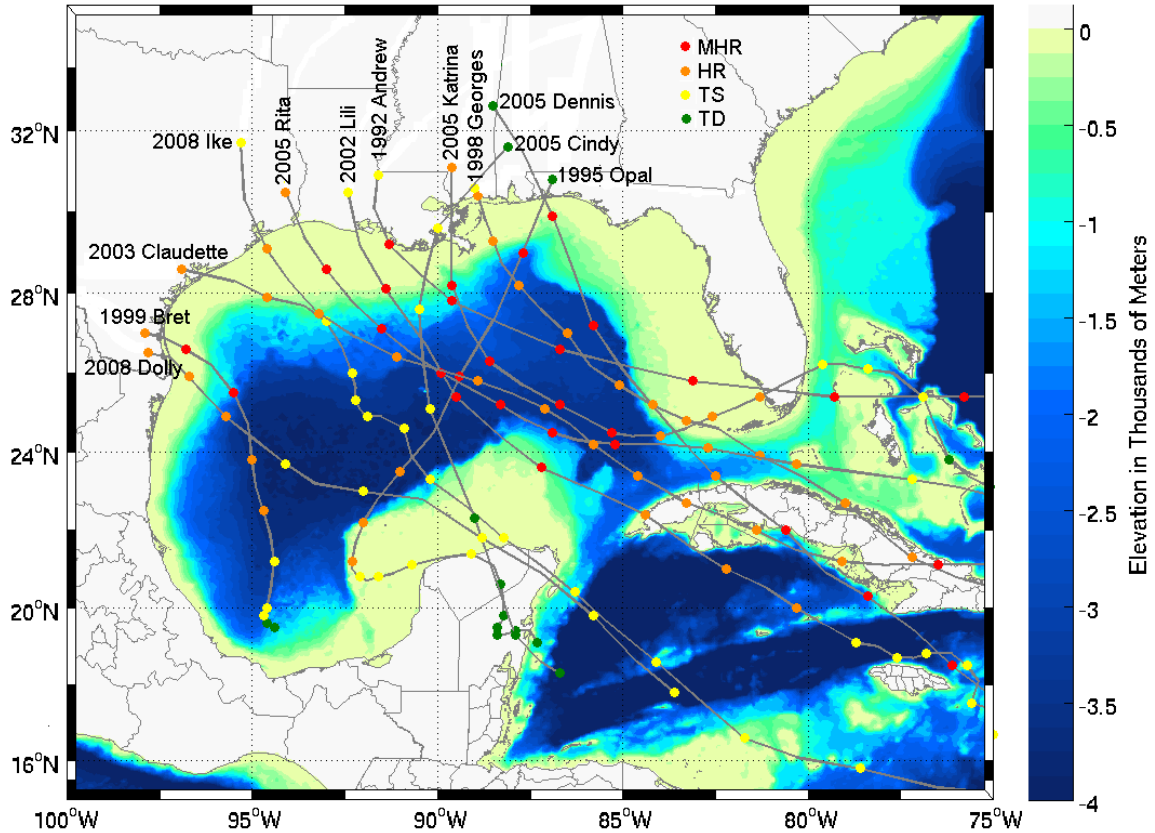 MHR
HR
TS
TD
2005 Dennis
2005 Cindy
1995 Opal
2008 Ike
2005 Rita
2002 Lili
1992 Andrew
2005 Katrina
1998 Georges
2003 Claudette
1999 Bret
2008 Dolly
32°N
28°N
24°N
20°N
16°N
100°W
95°W
90°W
85°W
80°W
75°W
0
-0.5
-1
-1.5
-2
-2.5
-3
-3.5
-4
Elevation in Thousands of Meters